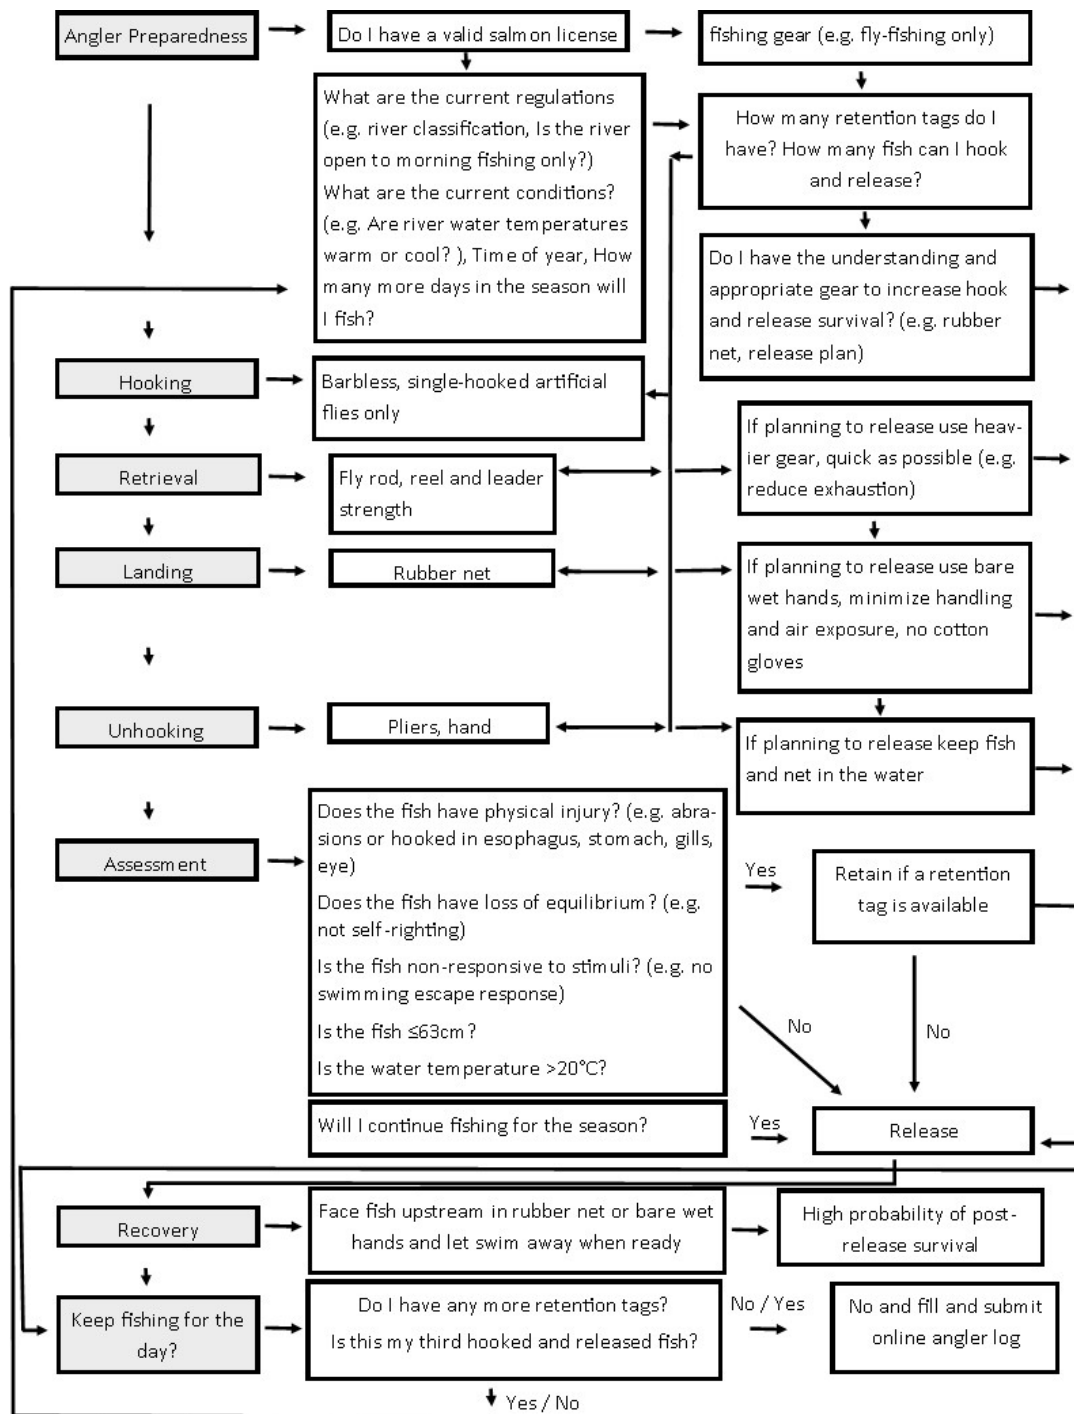 Angler Preparedness
Do I have a valid salmon license
fishing gear (e.g. fly-fishing only)
What are the current regulations
(e.g. river classification, Is the river
open to morning fishing only?)
What are the current conditions?
(e.g. Are river water temperatures
warm or cool? ), Time of year, How
many more days in the season will
I fish?
How many retention tags do I
have? How many fish can I hook
and release?
Do I have the understanding and
appropriate gear to increase hook
and release survival? (e.g. rubber
net, release plan)
Hooking
Barbless, single-hooked artificial
flies only
Retrieval
Fly rod, reel and leader
strength
If planning to release use heav-
ier gear, quick as possible (e.g.
reduce exhaustion)
Landing
Rubber net
If planning to release use bare
wet hands, minimize handling
and air exposure, no cotton
gloves
Unhooking
Pliers, hand
If planning to release keep fish
and net in the water
Assessment
Does the fish have physical injury? (e.g. abra-
sions or hooked in esophagus, stomach, gills,
eye)
Does the fish have loss of equilibrium? (e.g.
not self-righting)
Is the fish non-responsive to stimuli? (e.g. no
swimming escape response)
Is the fish ≤63cm?
Is the water temperature >20°C?
Yes
Retain if a retention
tag is available
No
No
Will I continue fishing for the season?
Yes
Release
Recovery
Face fish upstream in rubber net or bare wet
hands and let swim away when ready
High probability of post-
release survival
Keep fishing for the
day?
Do I have any more retention tags?
Is this my third hooked and released fish?
No / Yes
No and fill and submit
online angler log
Yes / No